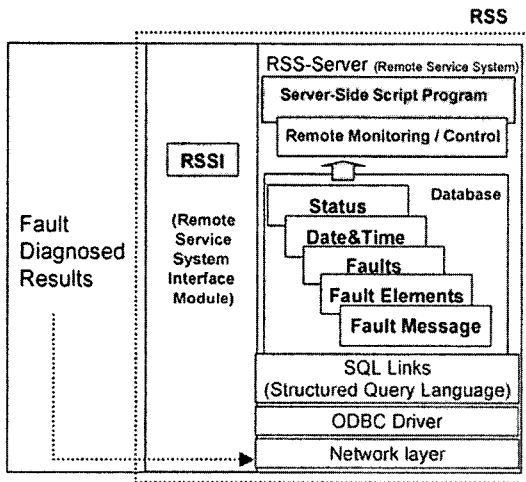 RSS
RSS-Server (Remote Service System)
Server-Side Script Program
Remote Monitoring / Control
RSSI
(Remote
Service
System
Interface
Module)
Fault
Diagnosed
Results
Database
Status
Date&Time
Faults
Fault Elements
Fault Message
SQL Links
(Structured Query Language)
ODBC Driver
Network layer